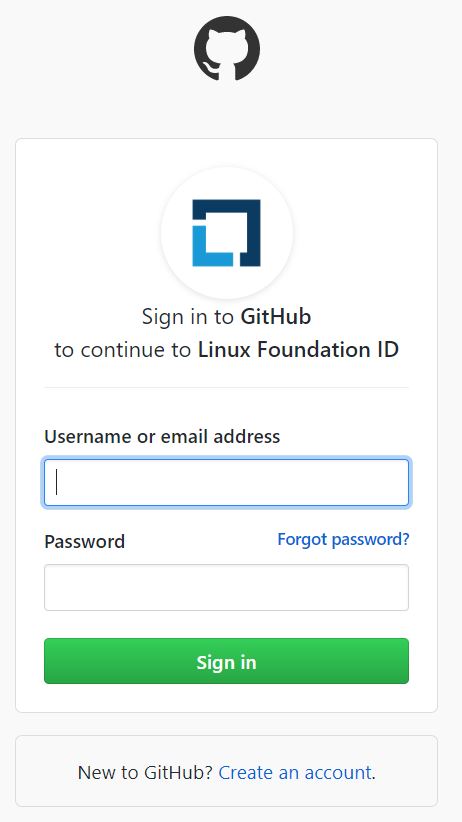 Sign in to GitHub
to continue to Linux Foundation ID
Username or email address
Password Forgot password?
Sign in
New to GitHub? Create an account.